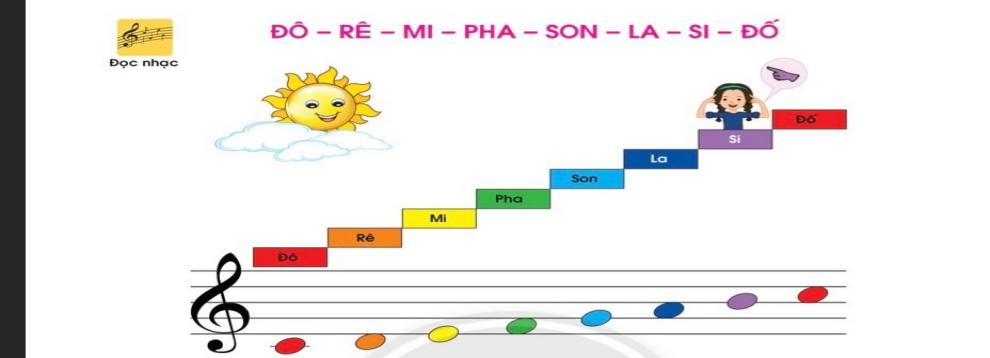 ĐÔ – RÊ – MI – PHA – SON – LA – SI – ĐỐ
Đọc nhạc
Đố
Si
La
Son
Pha
Mi
Rê
Đô